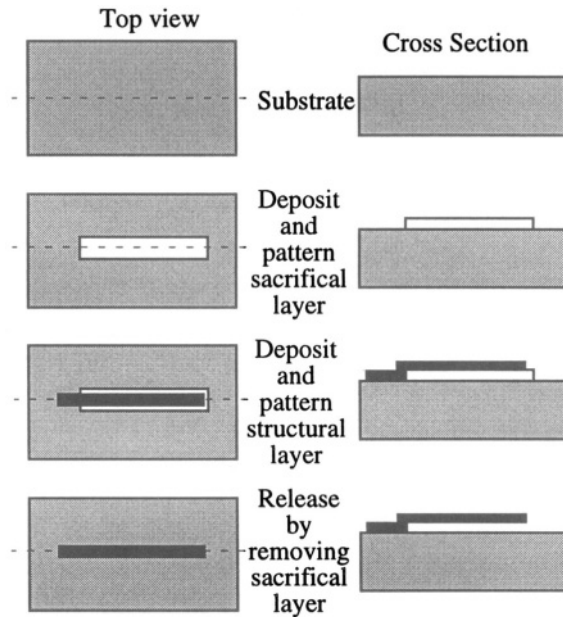 Top view
Cross Section
Substrate
Deposit
and
pattern
sacrifical
layer
Deposit
and
pattern
structural
layer
Release
by
removing
sacrifical
layer